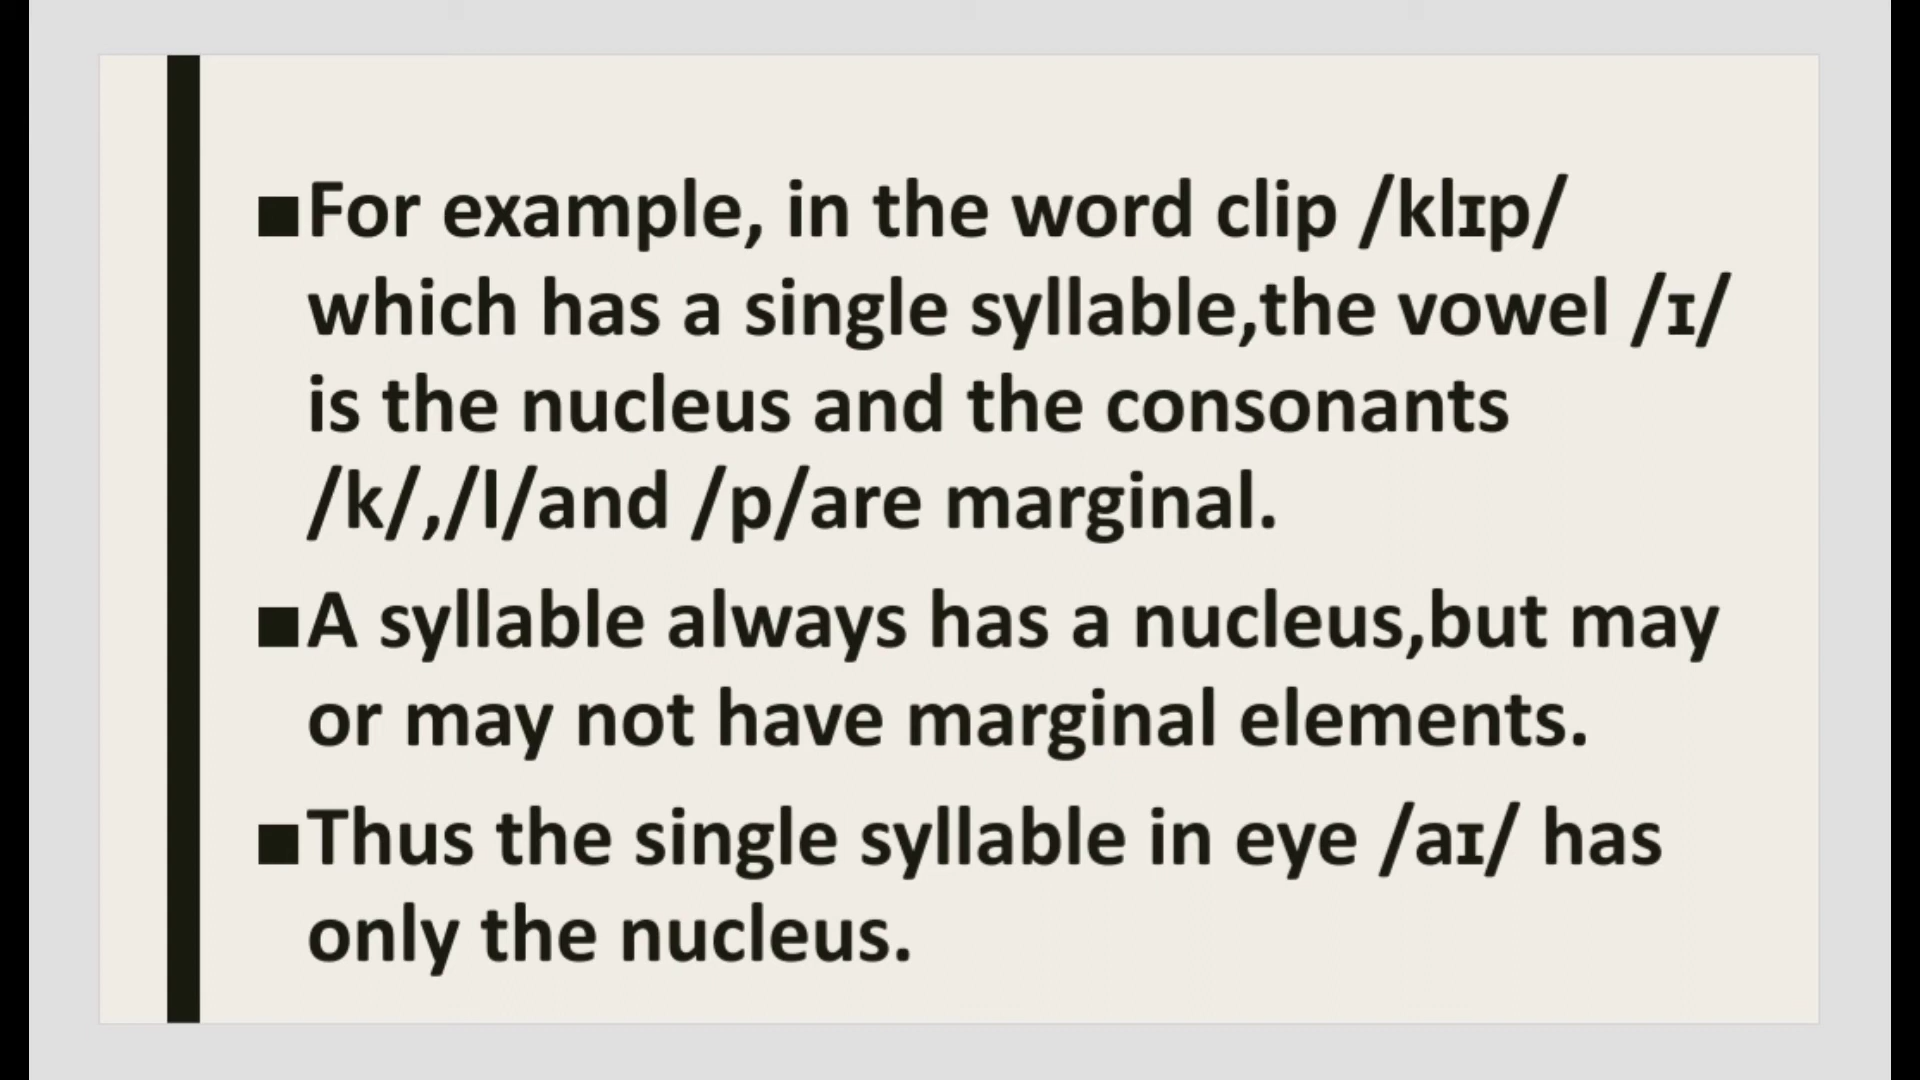 ■For example, in the word clip /klɪp/
which has a single syllable,the vowel /ɪ/
is the nucleus and the consonants
/k/,/l/and /p/are marginal.
■A syllable always has a nucleus,but may
or may not have marginal elements.
■Thus the single syllable in eye /aɪ/ has
only the nucleus.